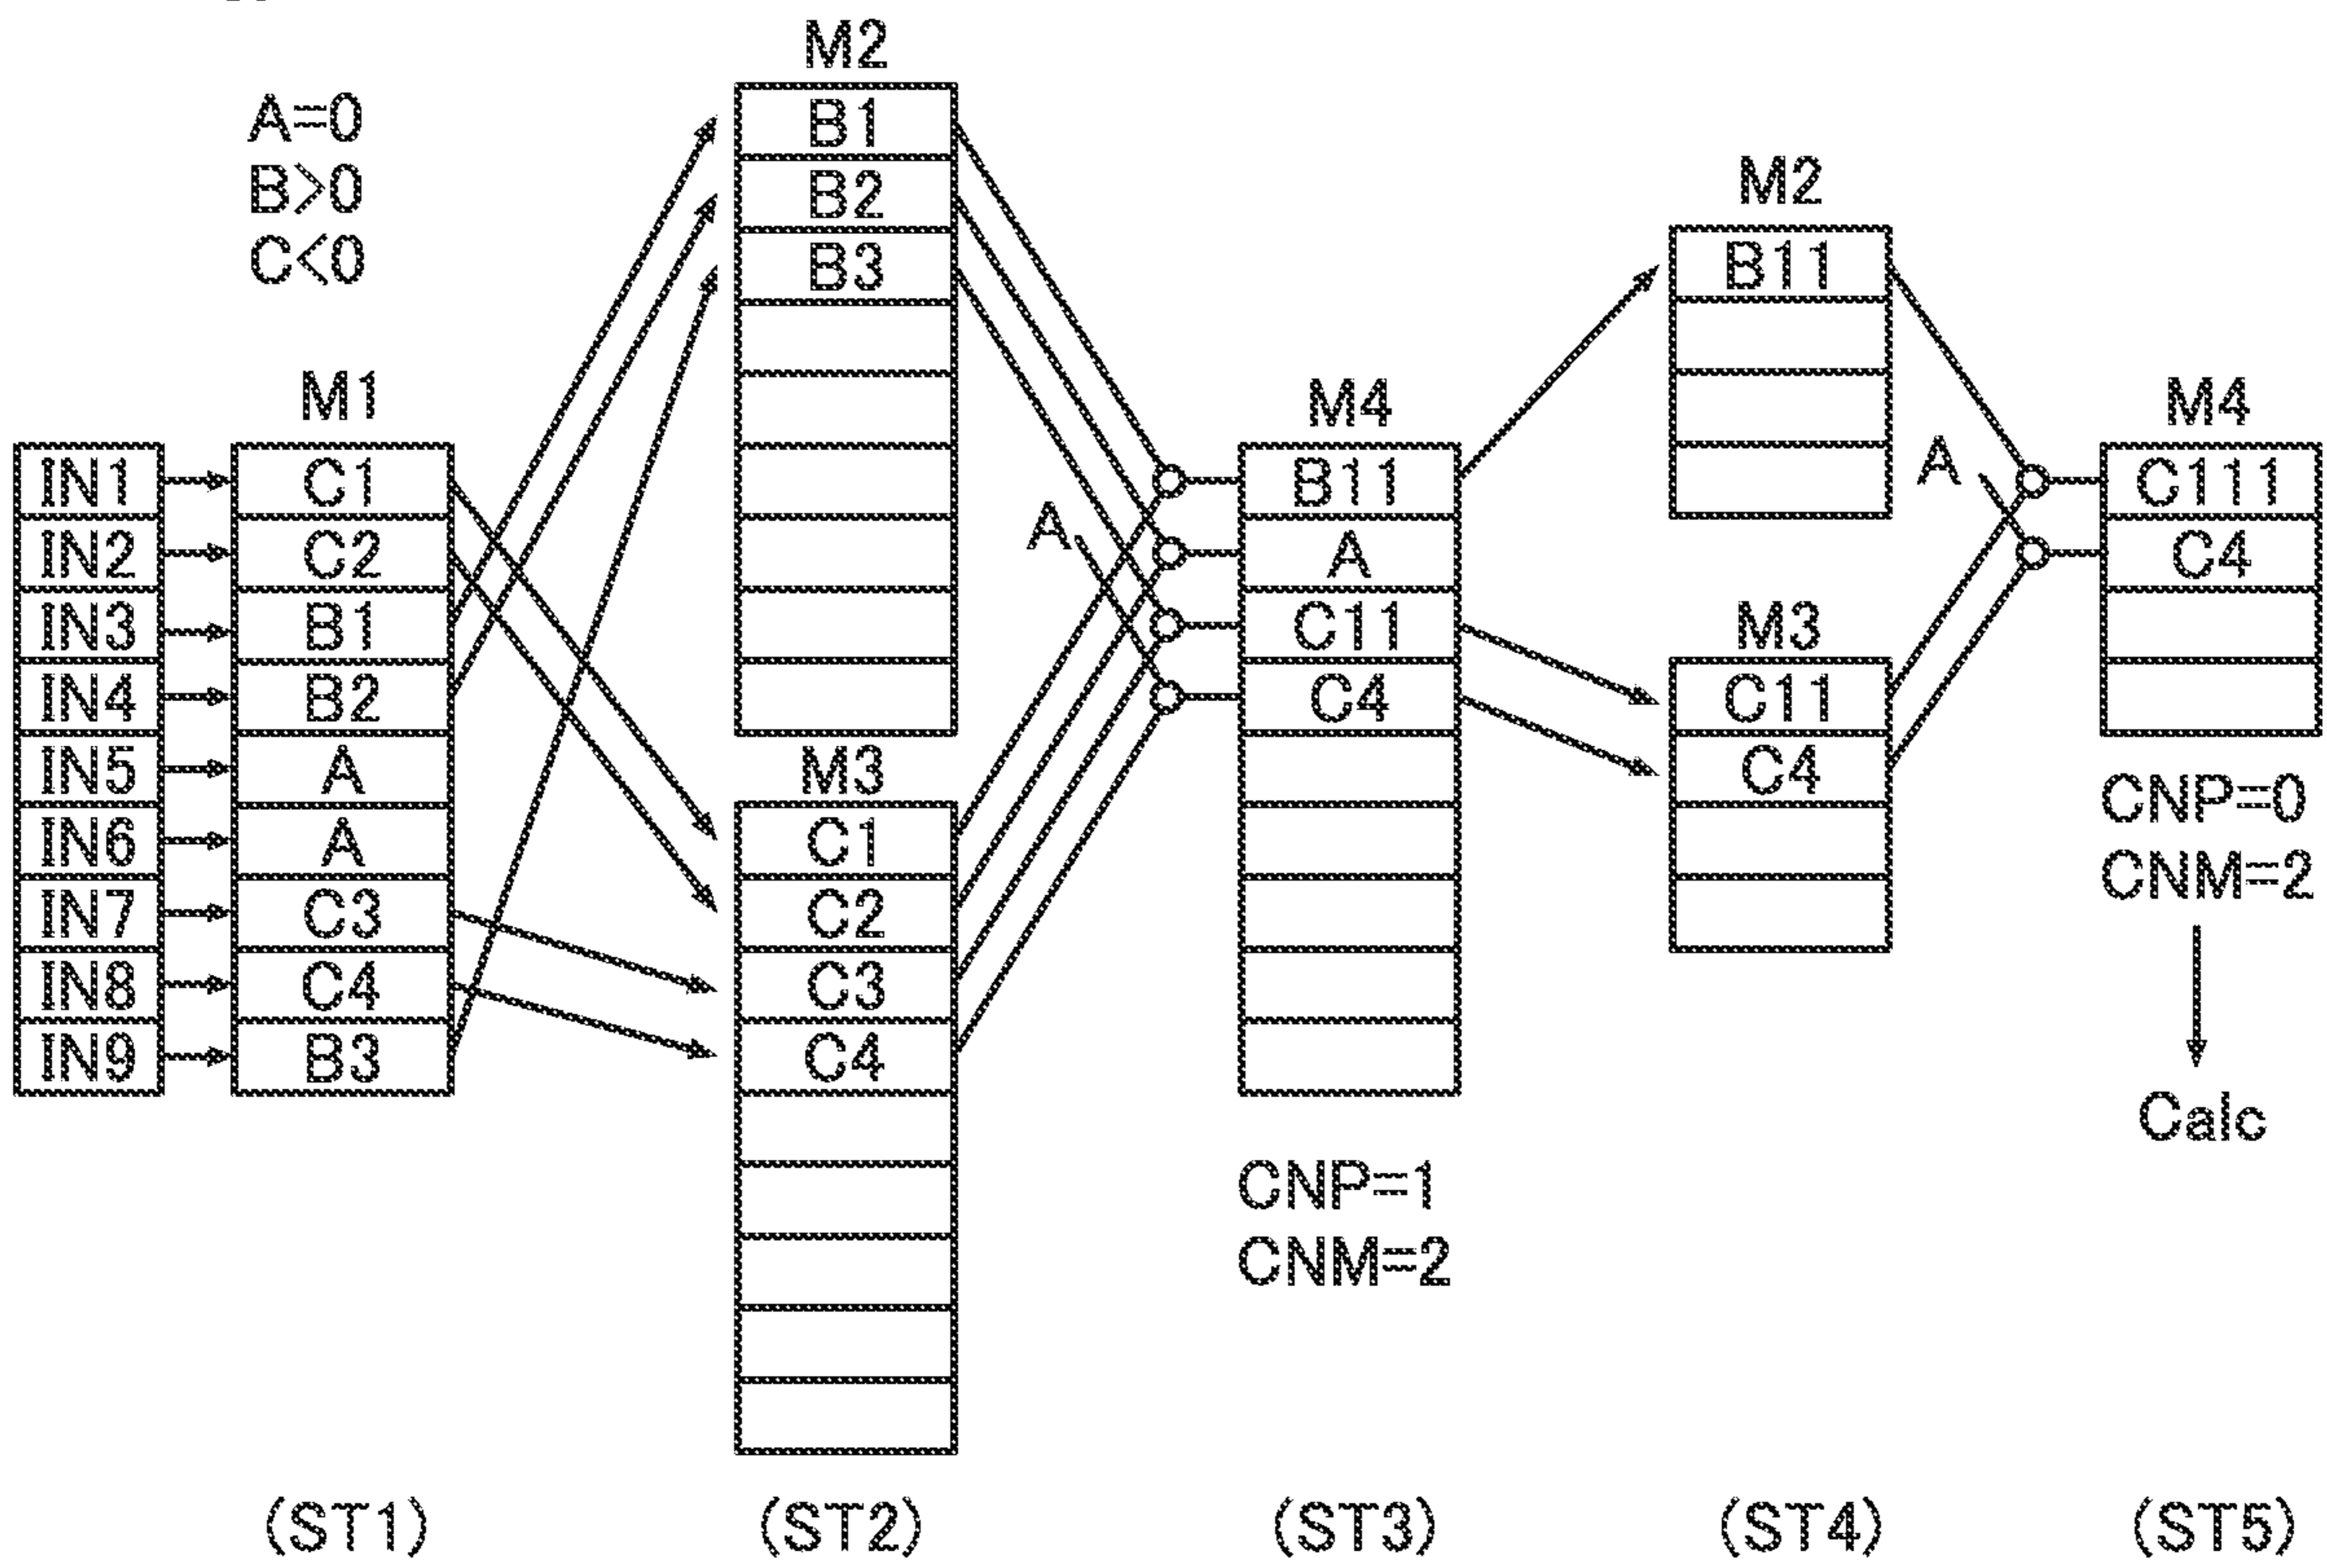 A=0
B>0
C<0
IN1
IN2
IN3
IN4
IN5
IN6
IN7
IN8
IN9
M1
C1
C2
B1
B2
A
A
C3
C4
B3
(ST1)
M2
B1
B2
B3
M3
C1
C2
C3
C4
(ST2)
A
M4
B11
A
C11
C4
CNP=1
CNM=2
(ST3)
M2
B11
M3
C11
C4
(ST4)
A
M4
C111
C4
CNP=0
CNM=2
Calc
(ST5)